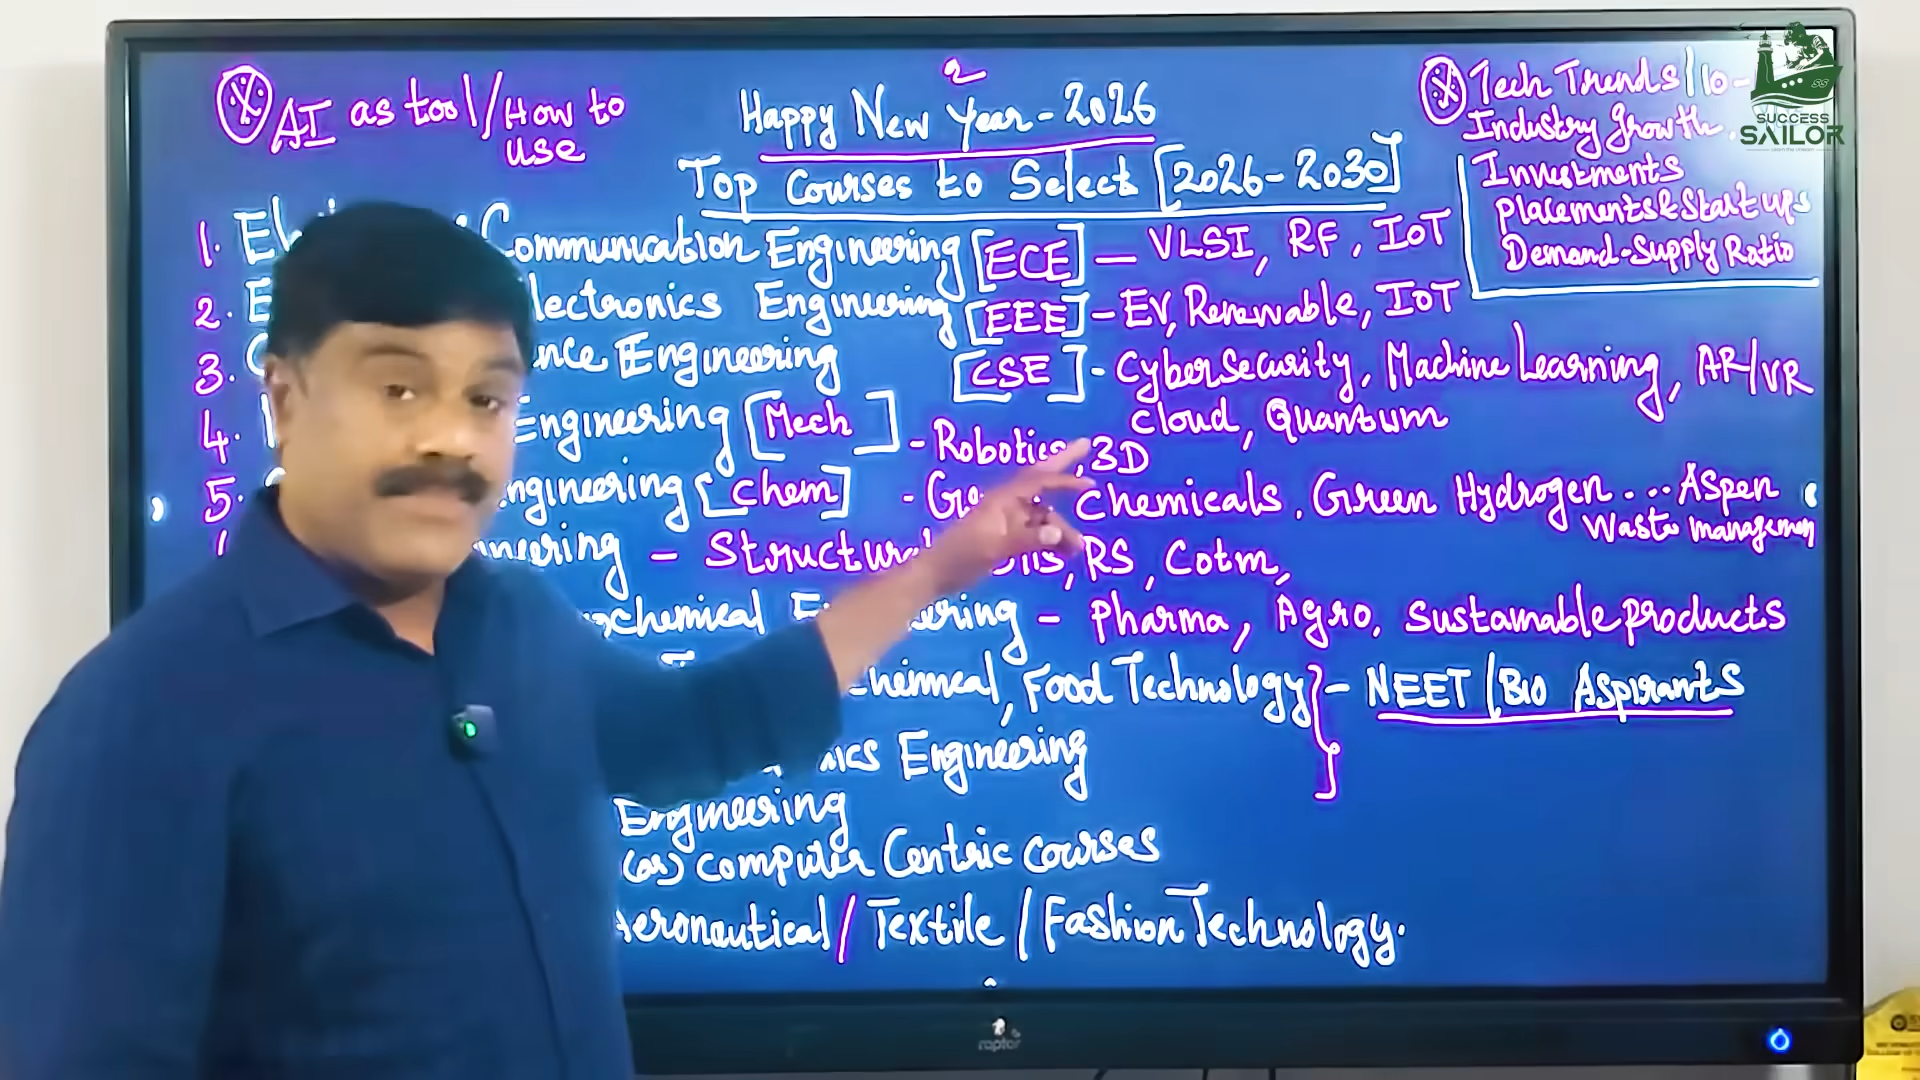 AI as tool/How to use
Happy New Year-2026
Top Courses to Select [2026-2030]
Tech Trends/10-
Industry Growth.
Investments
Placements & Startups
Demand-Supply Ratio
SUCCESS
SAILOR
1. Communication Engineering [ECE] — VLSI, RF, IoT
2. Electronics Engineering [EEE] - EV, Renewable, IoT
3. Engineering [CSE] - CyberSecurity, Machine Learning, AR/VR
Cloud, Quantum
4. Engineering [Mech] - Robotics, 3D
5. Engineering [Chem] - Chemicals, Green Hydrogen... Aspen
Waste
- Structural RS, Cotm,
Engineering - Pharma, Agro, Sustainable products
Food Technology - NEET/Bio Aspirants
Engineering
Engineering
(or) Computer Centric courses
Aeronautical/Textile/Fashion Technology.
raptor